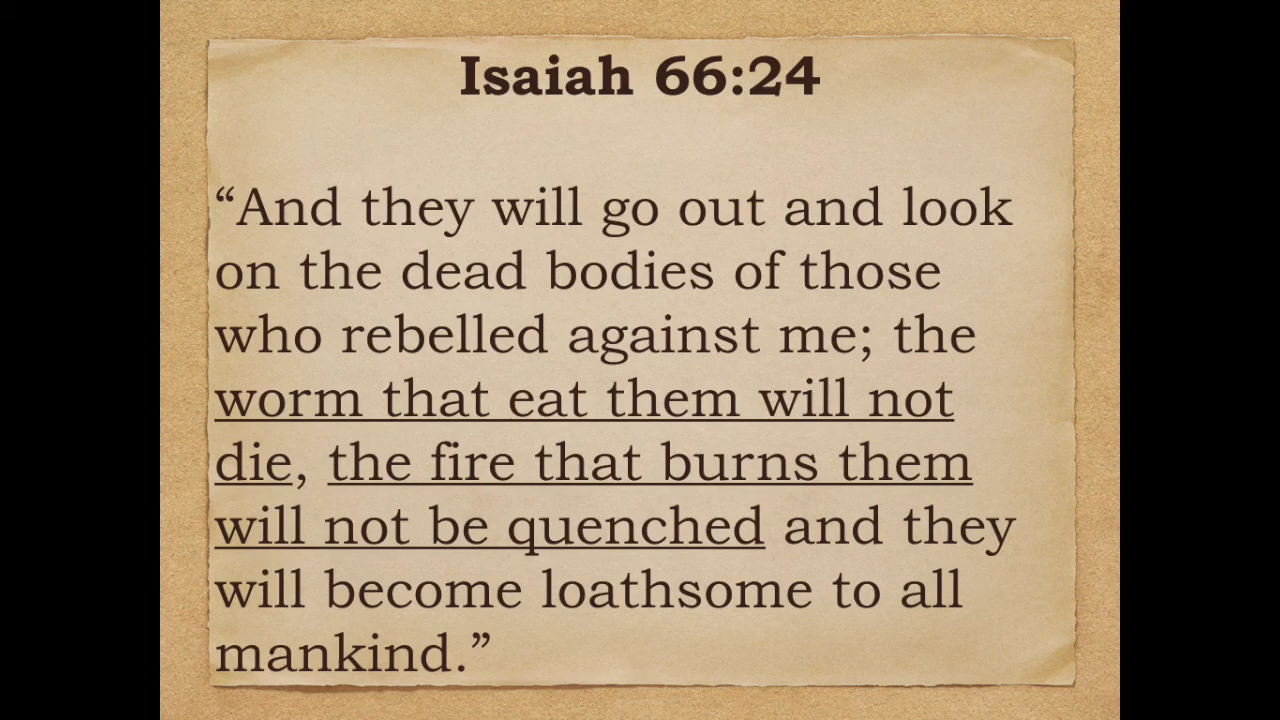 Isaiah 66:24
“And they will go out and look
on the dead bodies of those
who rebelled against me; the
worm that eat them will not
die, the fire that burns them
will not be quenched and they
will become loathsome to all
mankind.”